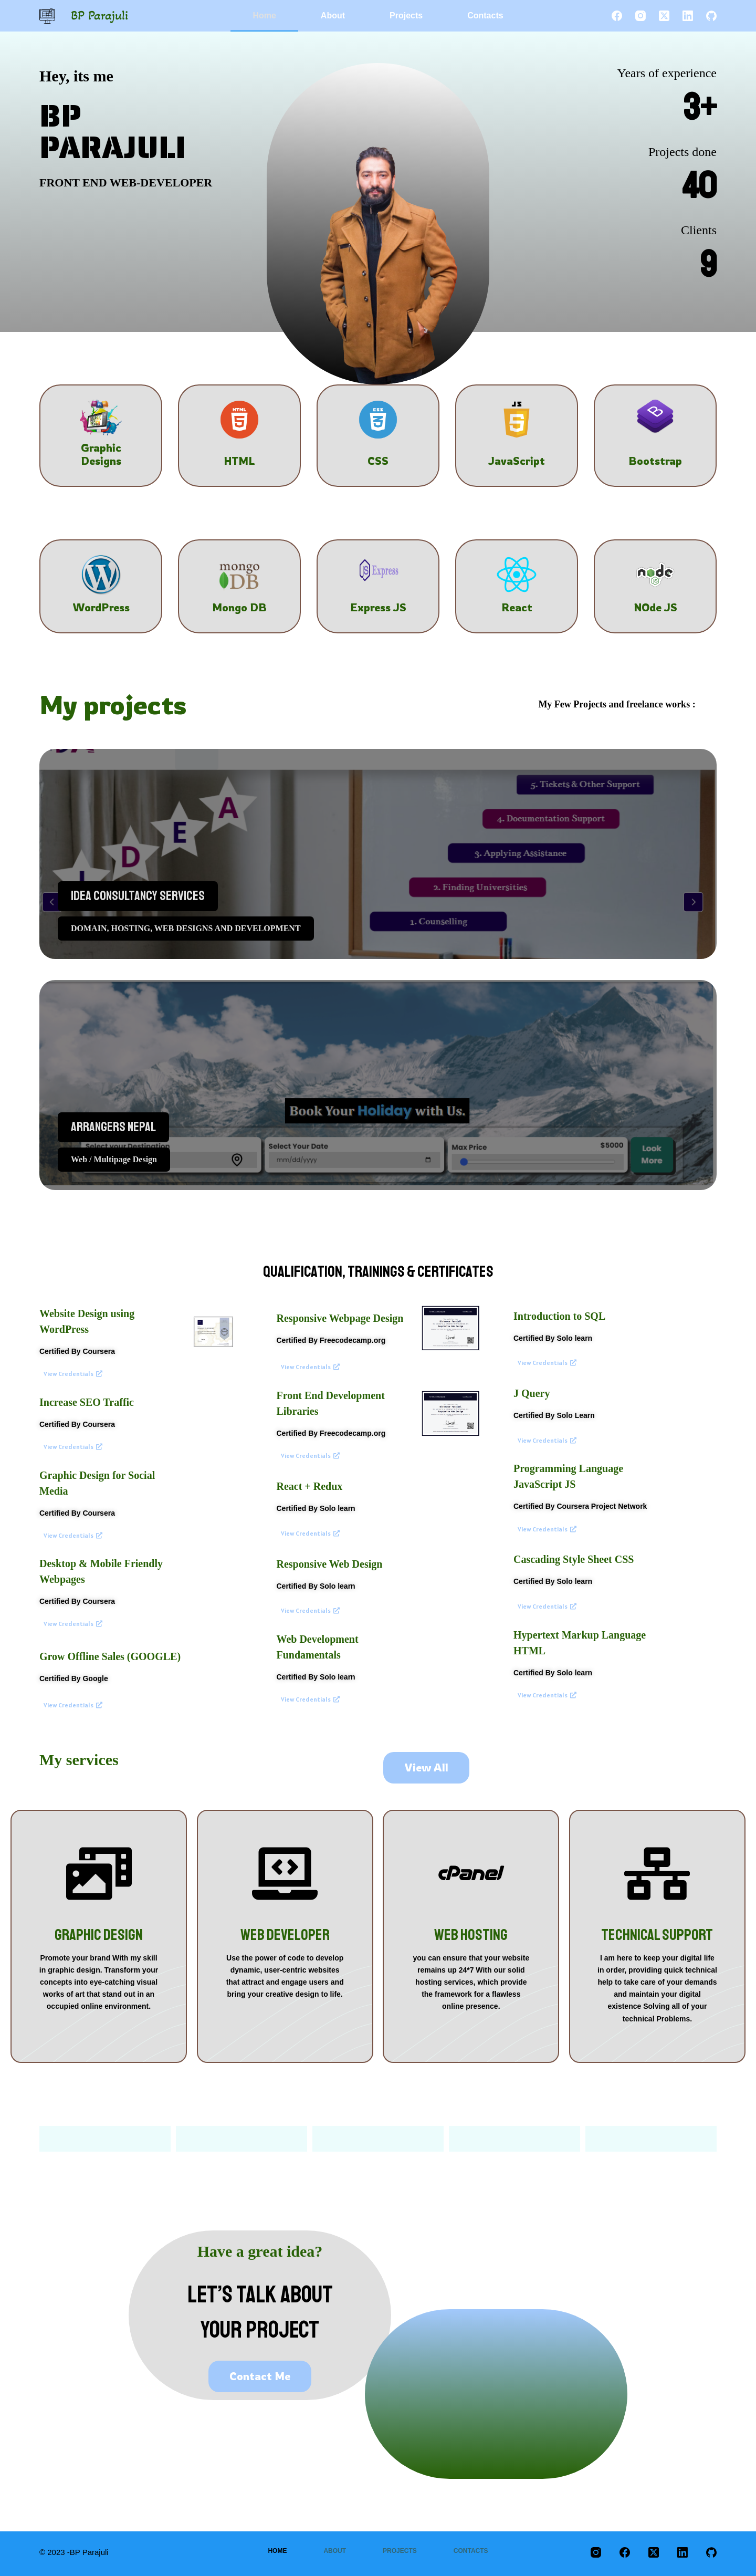 BP Parajuli
Home
About
Projects
Contacts
Hey, its me
BP
PARAJULI
FRONT END WEB-DEVELOPER
Years of experience
3+
Projects done
40
Clients
9
Graphic
Designs
HTML
HTML
CSS
CSS
JS
JavaScript
Bootstrap
WordPress
mongo
DB
Mongo DB
JS Express
Express JS
React
node
JS
NOde JS
My projects
My Few Projects and freelance works :
IDEA
5. Tickets & Other Support
4. Documentation Support
3. Applying Assistance
2. Finding Universities
1. Counselling
IDEA CONSULTANCY SERVICES
DOMAIN, HOSTING, WEB DESIGNS AND DEVELOPMENT
Book Your Holiday with Us.
ARRANGERS NEPAL
Select your Destination
Web / Multipage Design
Select Your Date
mm/dd/yyyy
Max Price
$5000
Look
More
QUALIFICATION, TRAININGS & CERTIFICATES
Website Design using
WordPress
Certified By Coursera
View Credentials
Increase SEO Traffic
Certified By Coursera
View Credentials
Graphic Design for Social
Media
Certified By Coursera
View Credentials
Desktop & Mobile Friendly
Webpages
Certified By Coursera
View Credentials
Grow Offline Sales (GOOGLE)
Certified By Google
View Credentials
Responsive Webpage Design
Certified By Freecodecamp.org
View Credentials
Front End Development
Libraries
Certified By Freecodecamp.org
View Credentials
React + Redux
Certified By Solo learn
View Credentials
Responsive Web Design
Certified By Solo learn
View Credentials
Web Development
Fundamentals
Certified By Solo learn
View Credentials
Introduction to SQL
Certified By Solo learn
View Credentials
J Query
Certified By Solo Learn
View Credentials
Programming Language
JavaScript JS
Certified By Coursera Project Network
View Credentials
Cascading Style Sheet CSS
Certified By Solo learn
View Credentials
Hypertext Markup Language
HTML
Certified By Solo learn
View Credentials
My services
View All
GRAPHIC DESIGN
Promote your brand With my skill
in graphic design. Transform your
concepts into eye-catching visual
works of art that stand out in an
occupied online environment.
WEB DEVELOPER
Use the power of code to develop
dynamic, user-centric websites
that attract and engage users and
bring your creative design to life.
cPanel
WEB HOSTING
you can ensure that your website
remains up 24*7 With our solid
hosting services, which provide
the framework for a flawless
online presence.
TECHNICAL SUPPORT
I am here to keep your digital life
in order, providing quick technical
help to take care of your demands
and maintain your digital
existence Solving all of your
technical Problems.
Have a great idea?
LET'S TALK ABOUT
YOUR PROJECT
Contact Me
© 2023 -BP Parajuli
HOME
ABOUT
PROJECTS
CONTACTS